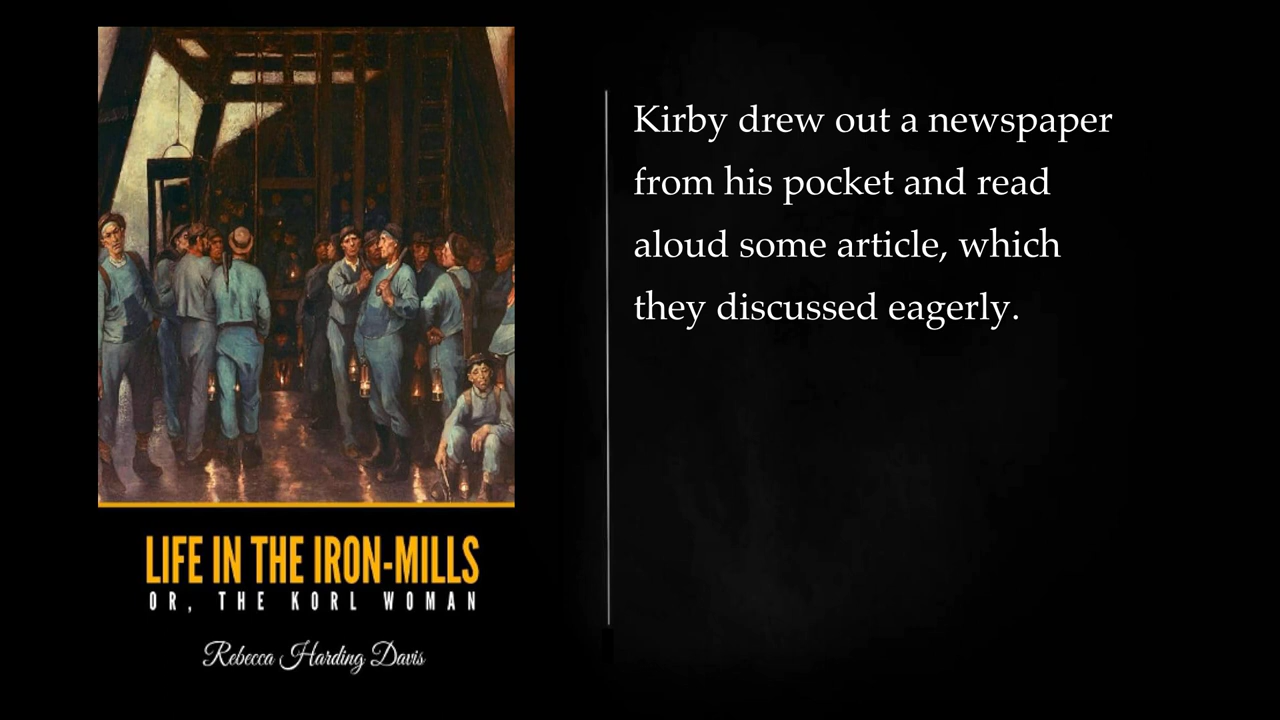 Kirby drew out a newspaper
from his pocket and read
aloud some article, which
they discussed eagerly.
LIFE IN THE IRON-MILLS
OR, THE KORL WOMAN
Rebecca Harding Davis